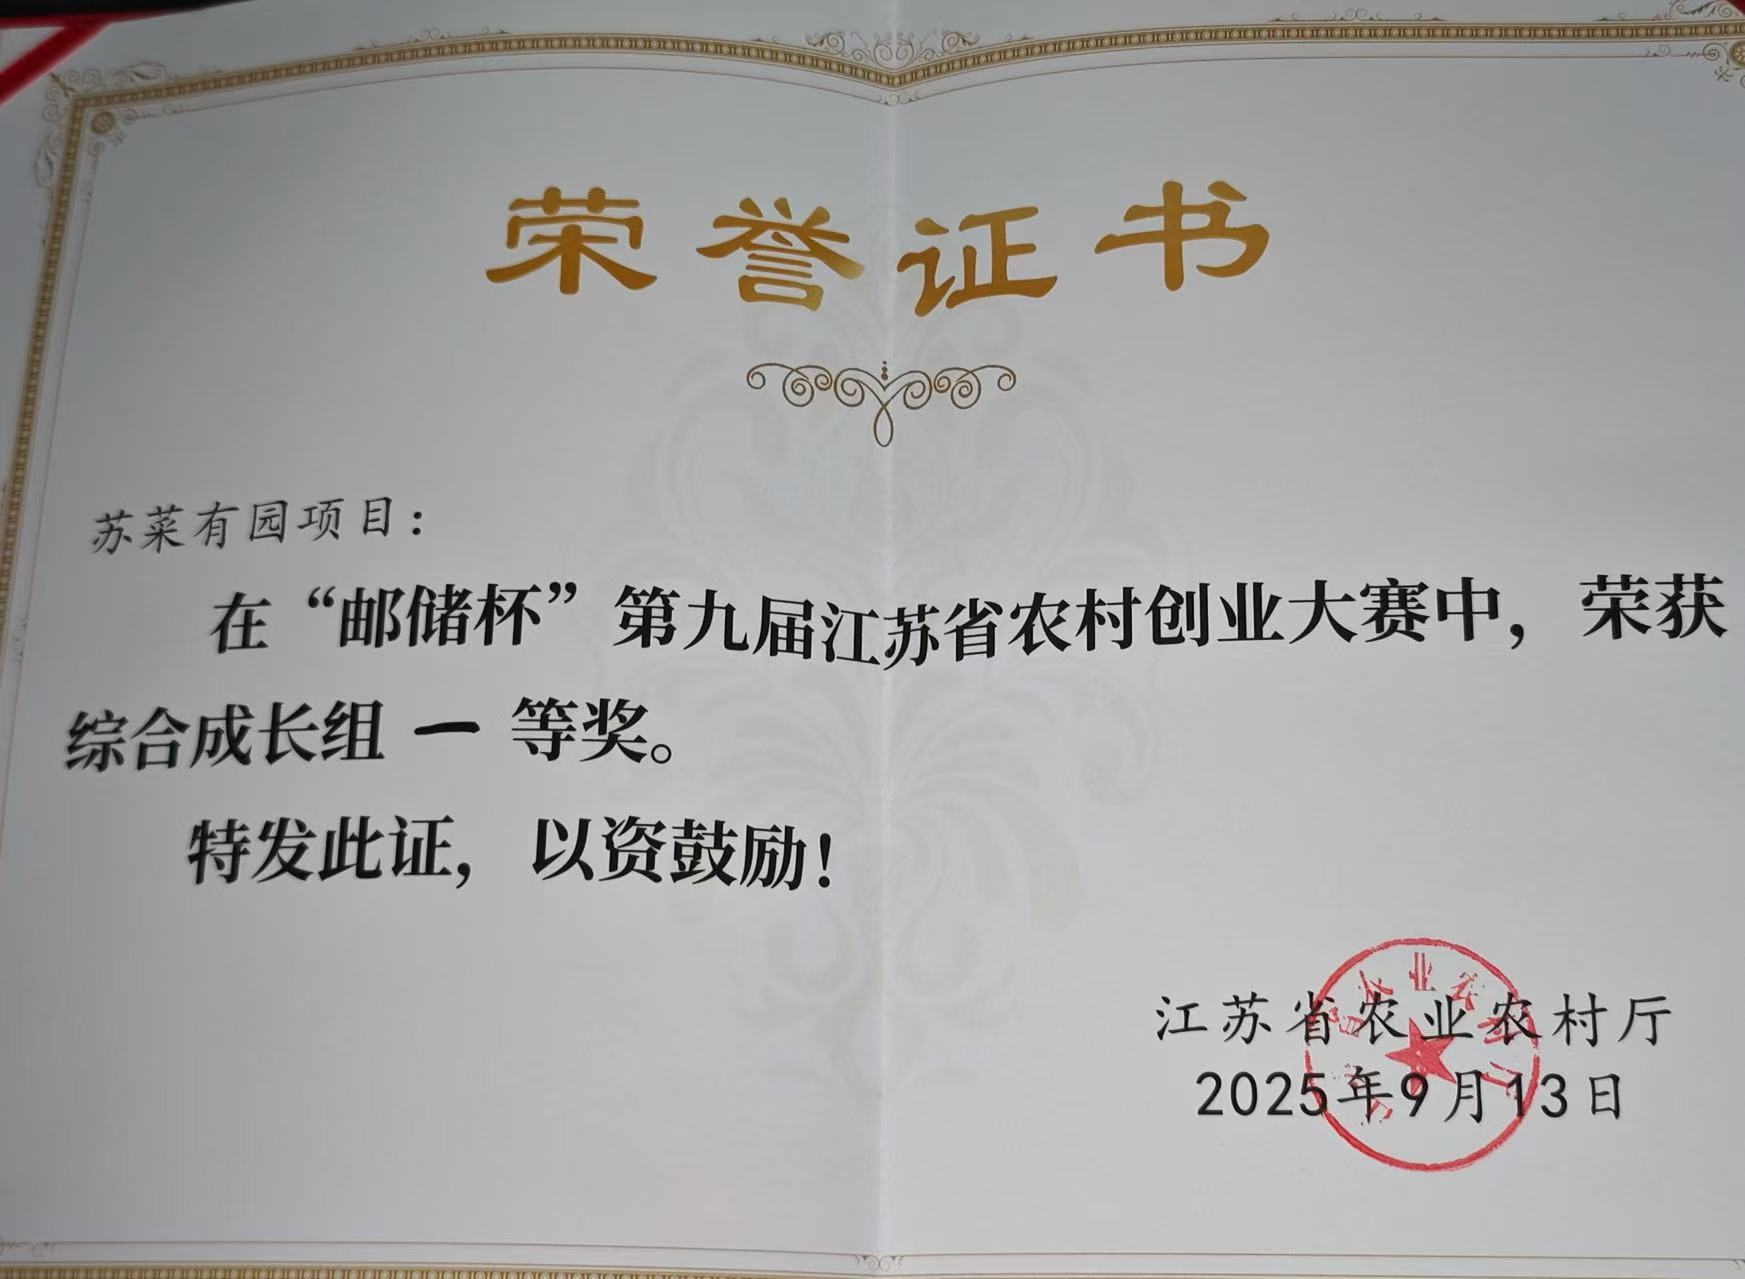 荣誉证书
苏菜有园项目：
在“邮储杯”第九届江苏省农村创业大赛中，荣获
综合成长组 一 等奖。
特发此证，以资鼓励！
江苏省农业农村厅
2025年9月13日